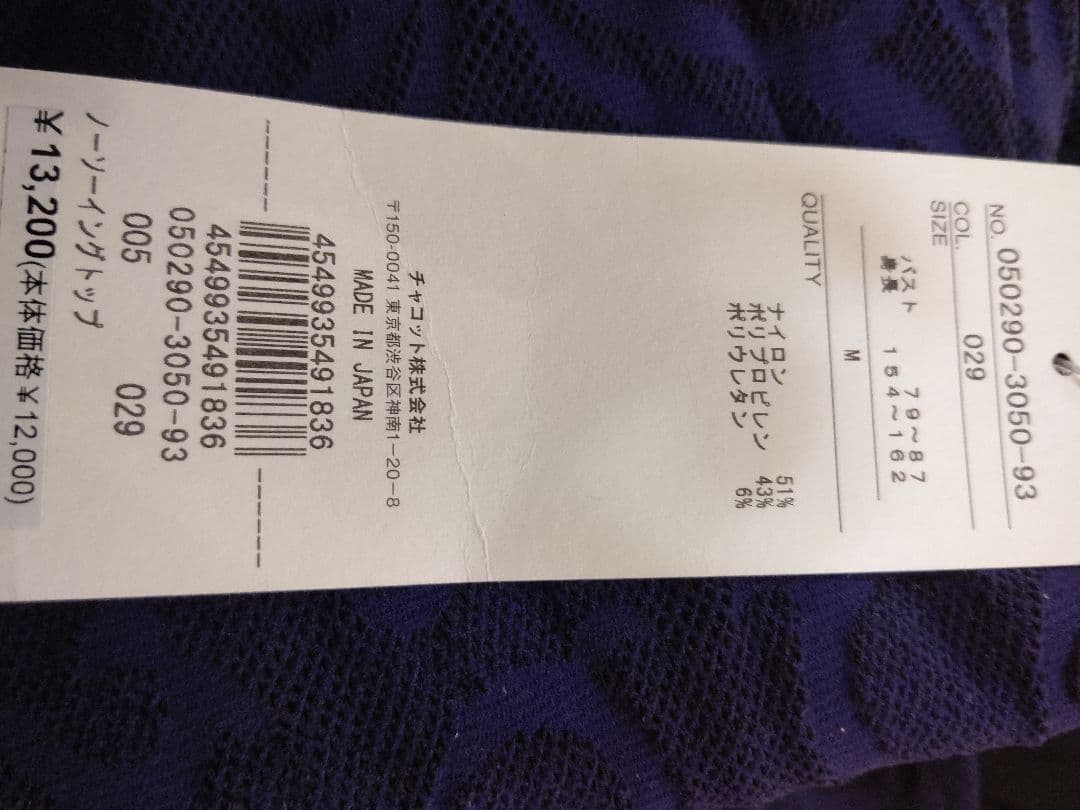 NO. 050290-3050-93
COL. 029
SIZE
バスト 79~87
身長 154~162
M
QUALITY
ナイロン 51%
ポリプロピレン 43%
ポリウレタン 6%
チャコット株式会社
〒150-0041 東京都渋谷区神南1-20-8
MADE IN JAPAN
4549935491836
4549935491836
050290-3050-93
005 029
ノーソーイングトップ
¥13,200(本体価格¥12,000)